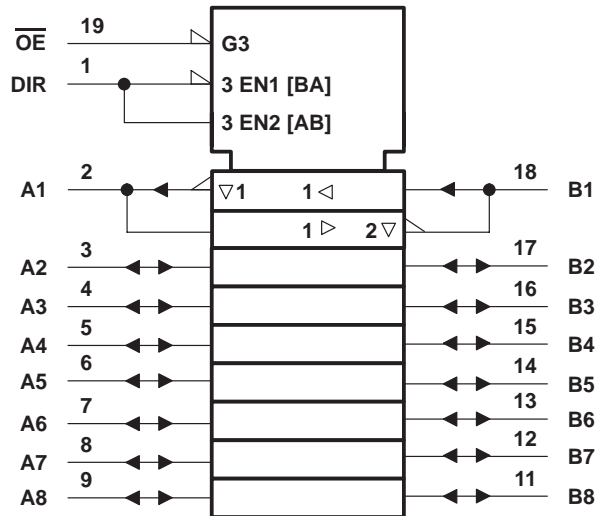 OE 19 G3
DIR 1 3 EN1 [BA]
3 EN2 [AB]
A1 2 ▽1 1 ◁ 18 B1
1 ▷ 2 ▽
A2 3 17 B2
A3 4 16 B3
A4 5 15 B4
A5 6 14 B5
A6 7 13 B6
A7 8 12 B7
A8 9 11 B8